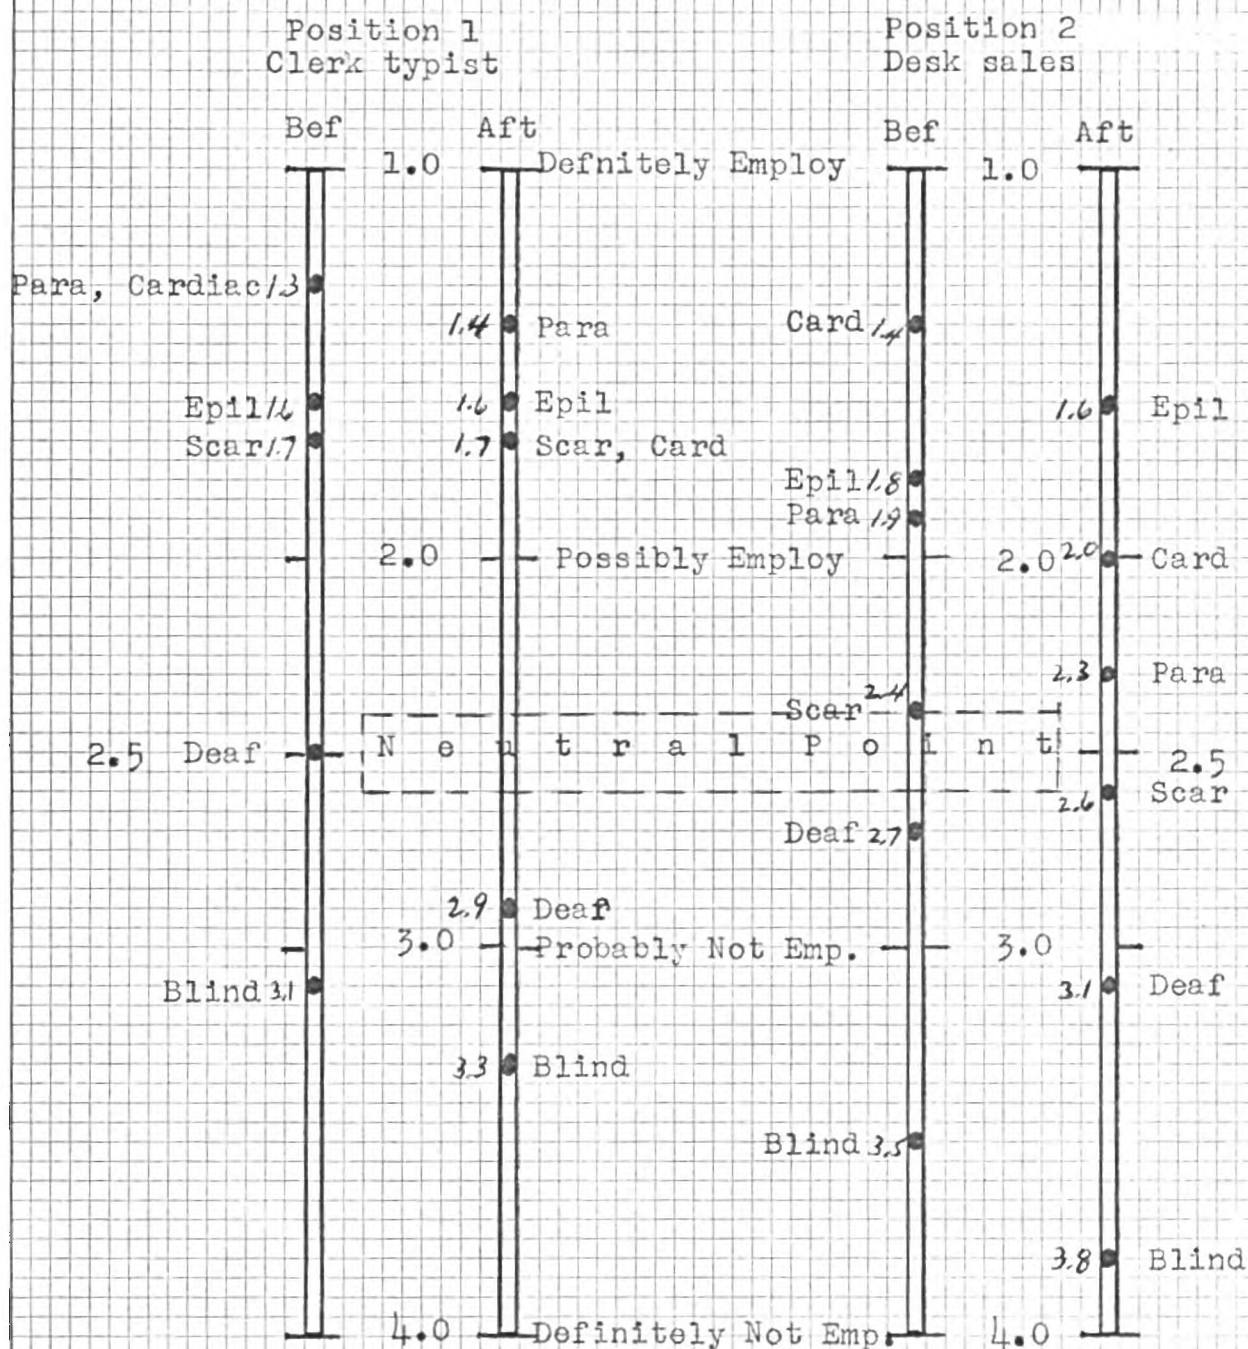 Position 1 Position 2
Clerk typist Desk sales
Bef Aft Bef Aft
1.0 Defnitely Employ 1.0
Para, Cardiac 1.3
1.4 Para Card 1.4
Epil 1.6 1.6 Epil 1.6 Epil
Scar 1.7 1.7 Scar, Card
Epil 1.8
Para 1.9
2.0 Possibly Employ 2.0 2.0 Card
2.3 Para
Scar 2.4
2.5 Deaf Neutral Point 2.5
2.6 Scar
Deaf 2.7
2.9 Deaf
3.0 Probably Not Emp. 3.0
Blind 3.1 3.1 Deaf
3.3 Blind
Blind 3.5
3.8 Blind
4.0 Definitely Not Emp. 4.0